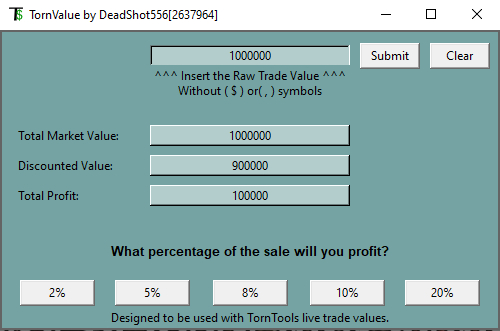 TornValue by DeadShot556[2637964]
1000000 Submit Clear
^^^ Insert the Raw Trade Value ^^^
Without ( $ ) or( , ) symbols
Total Market Value: 1000000
Discounted Value: 900000
Total Profit: 100000
What percentage of the sale will you profit?
2% 5% 8% 10% 20%
Designed to be used with TornTools live trade values.